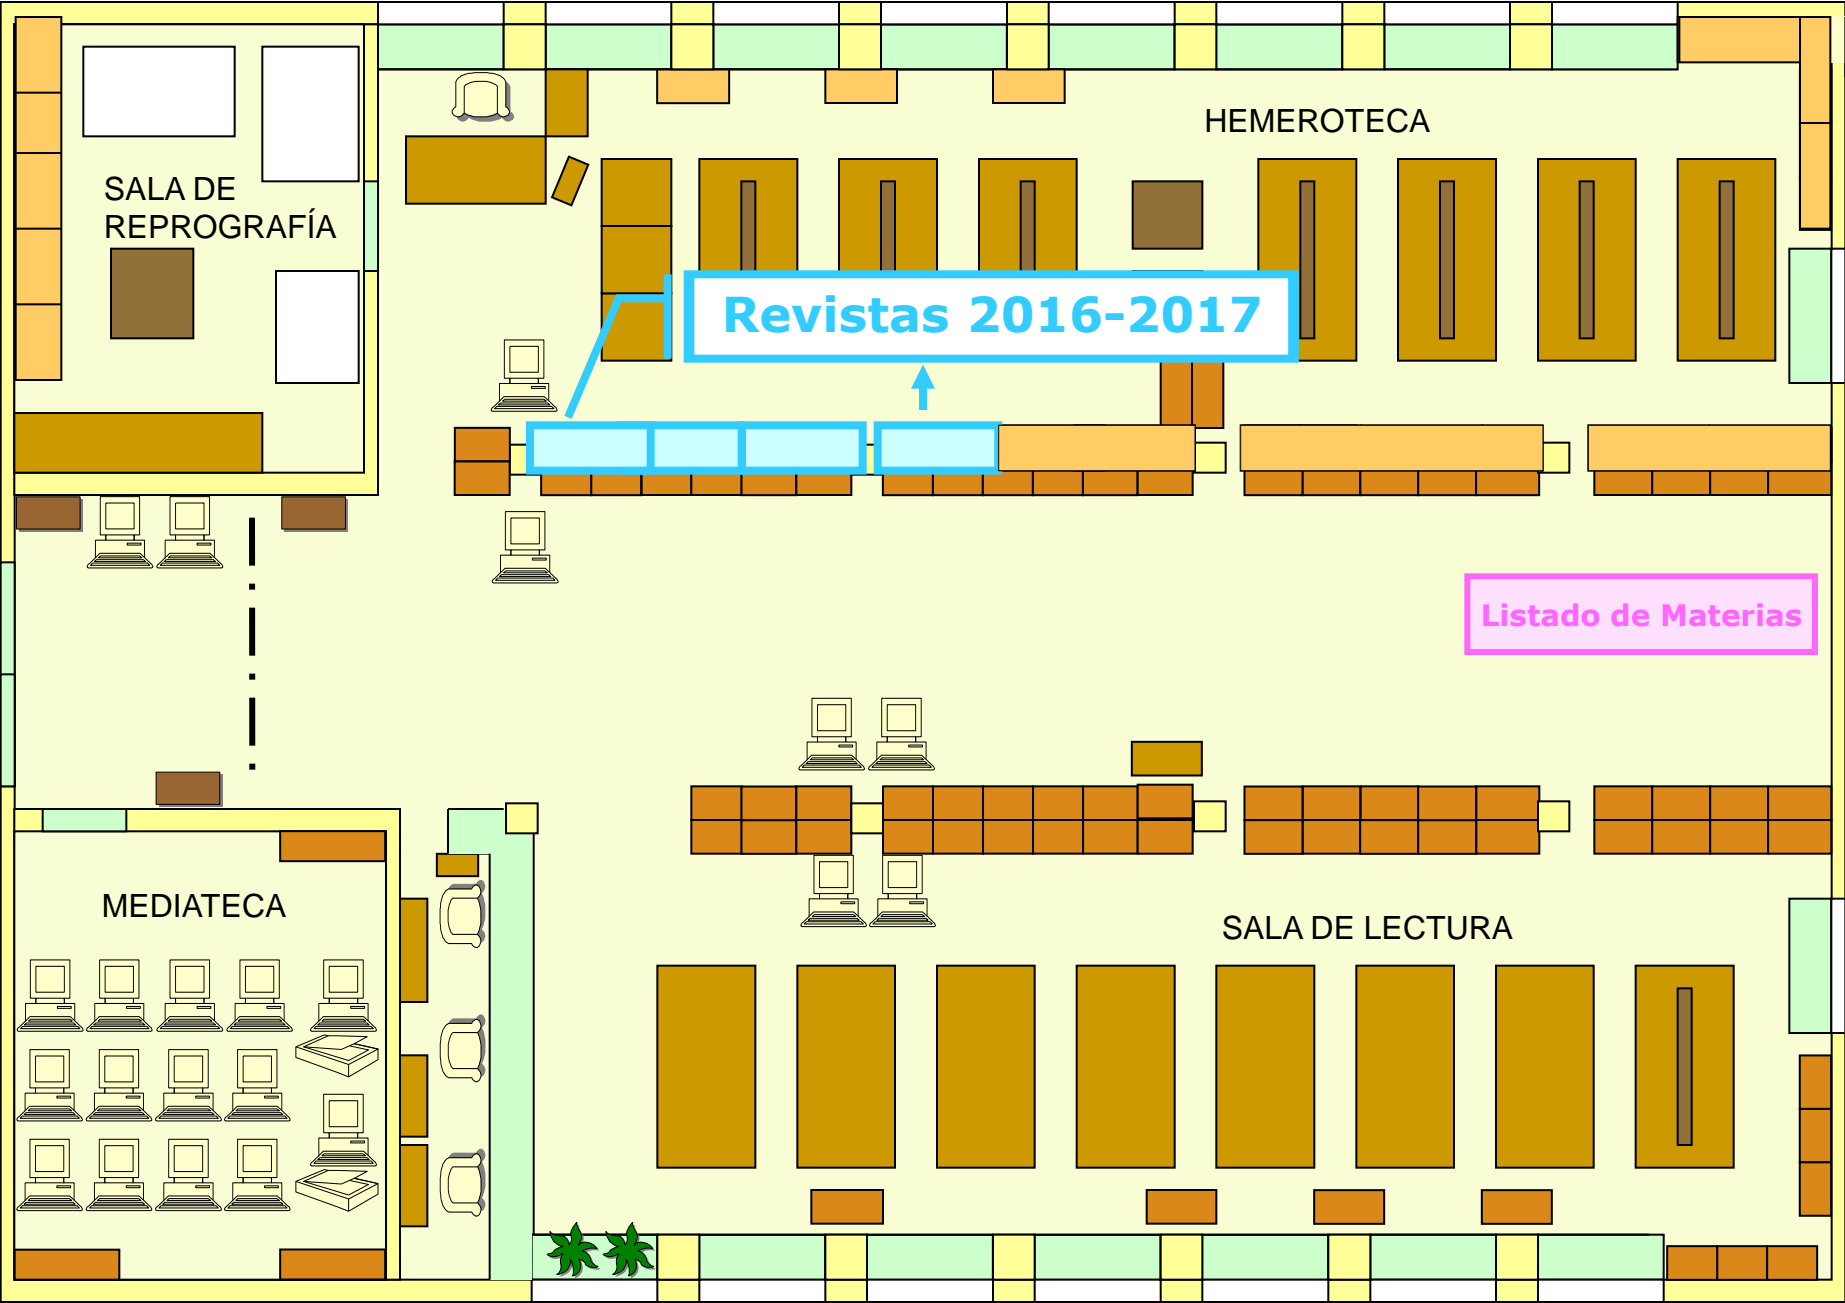 HEMEROTECA
SALA DE
REPROGRAFÍA
Revistas 2016-2017
Listado de Materias
MEDIATECA
SALA DE LECTURA